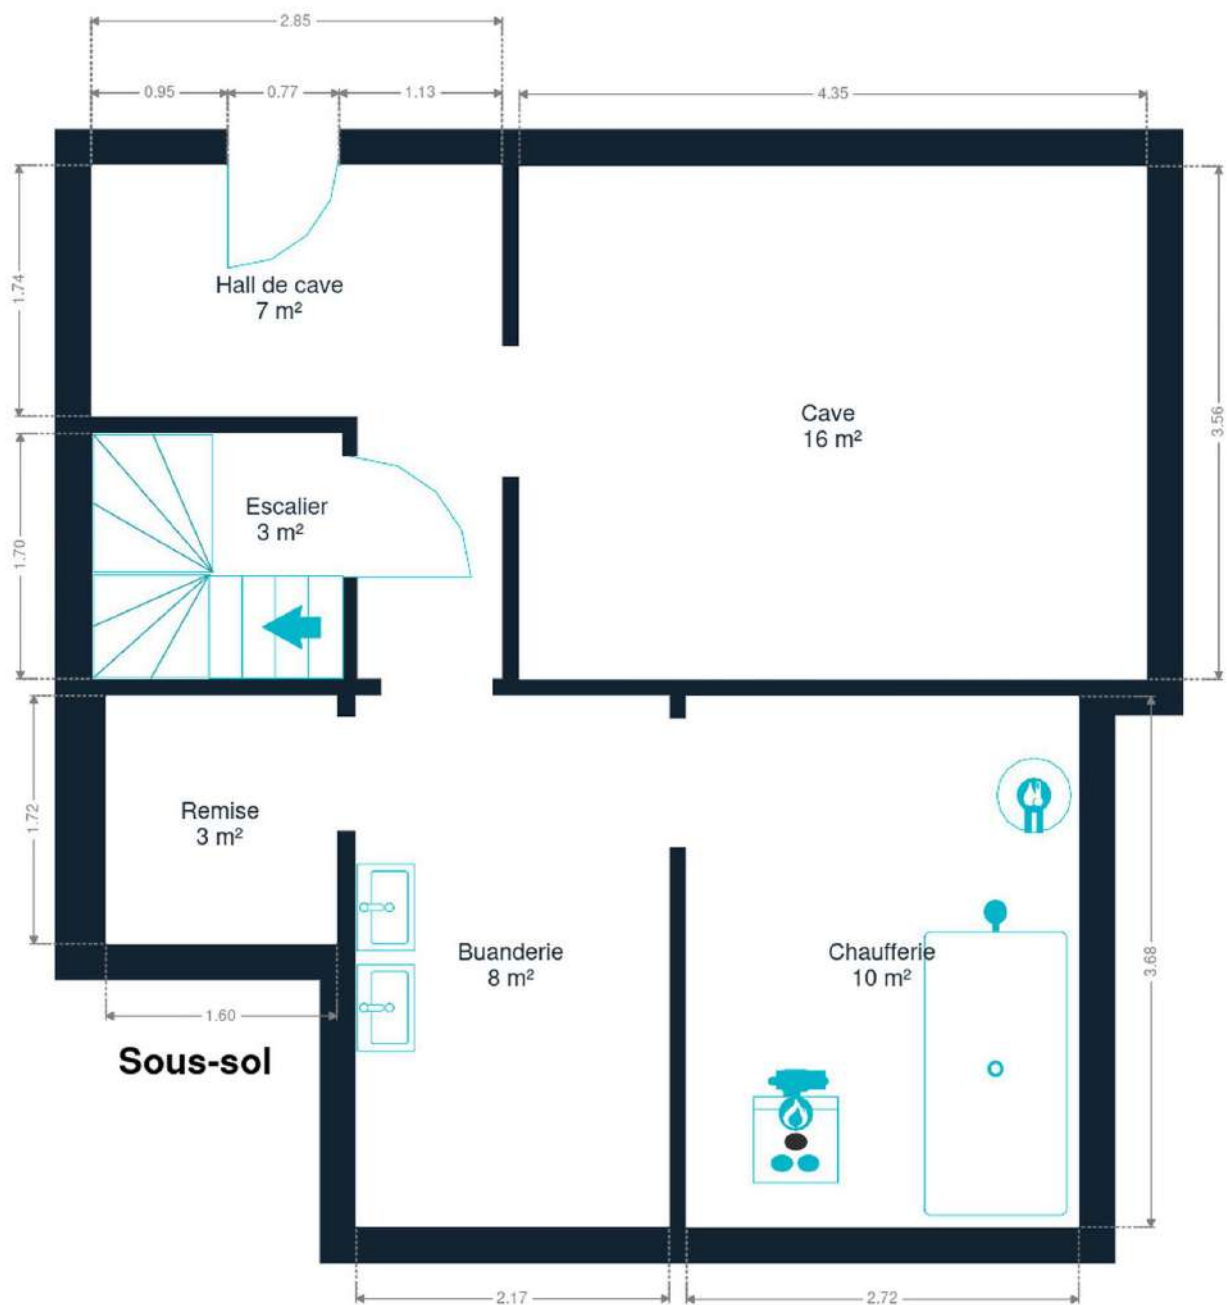 2.85
0.95
0.77
1.13
4.35
1.74
Hall de cave
7 m²
3.56
Cave
16 m²
1.70
Escalier
3 m²
1.72
Remise
3 m²
Buanderie
8 m²
Chaufferie
10 m²
3.68
1.60
Sous-sol
2.17
2.72